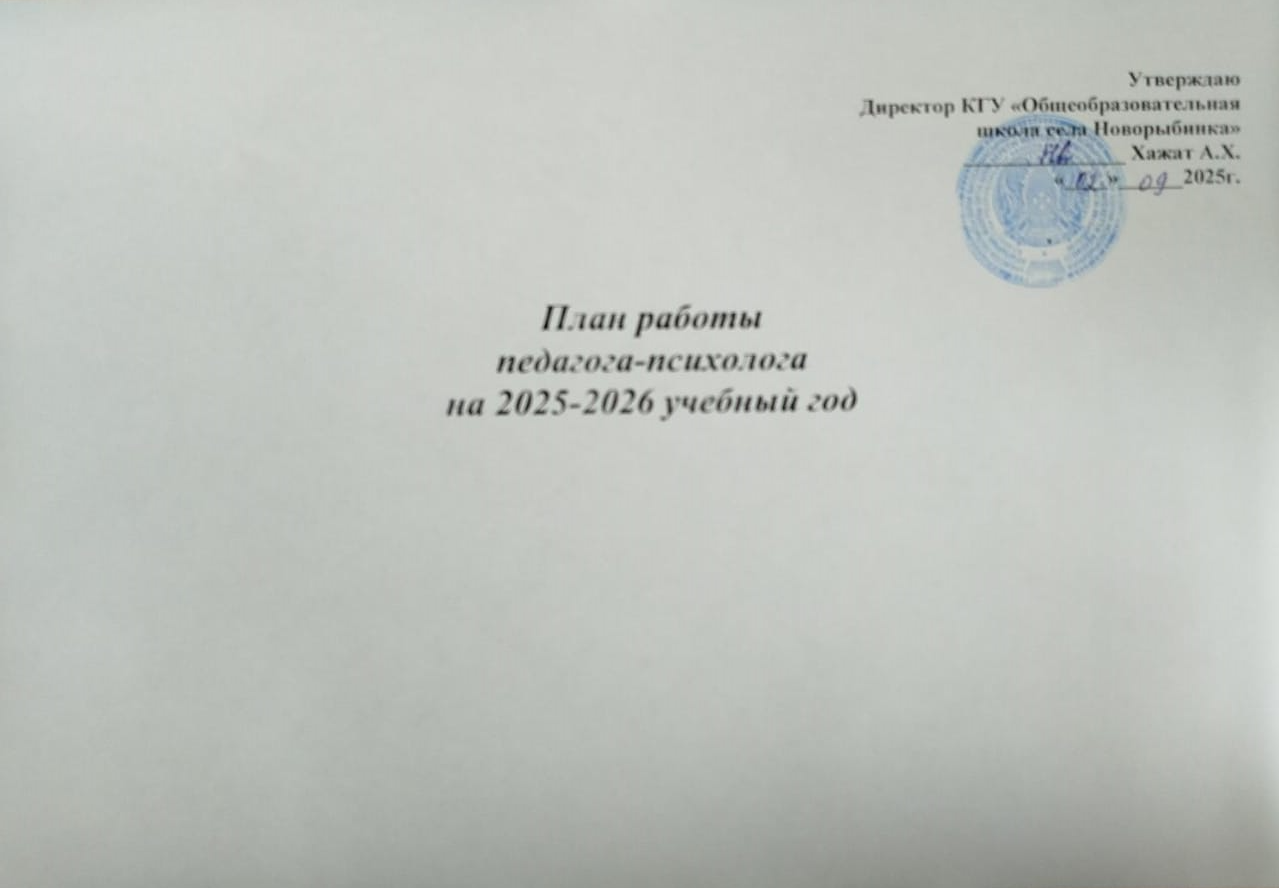 Утверждаю
Директор КГУ «Общеобразовательная
школа села Новорыбинка»
Хажат А.Х.
«02» 09 2025г.
План работы
педагога-психолога
на 2025-2026 учебный год